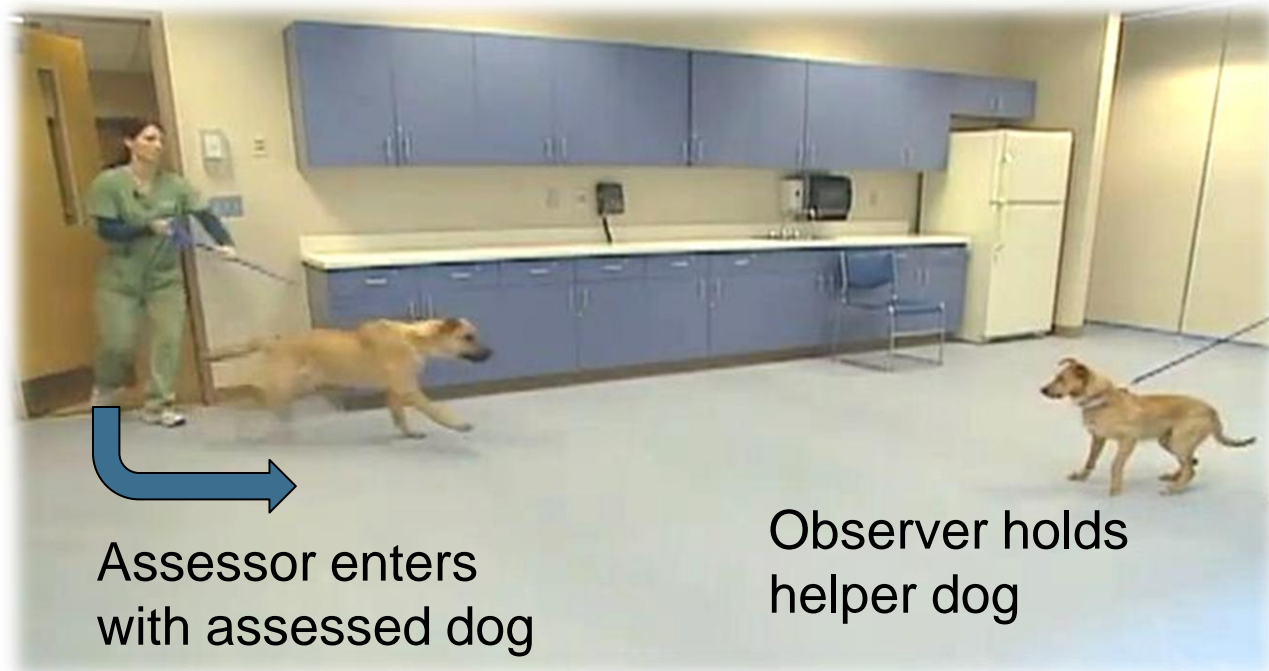 Assessor enters
with assessed dog
Observer holds
helper dog